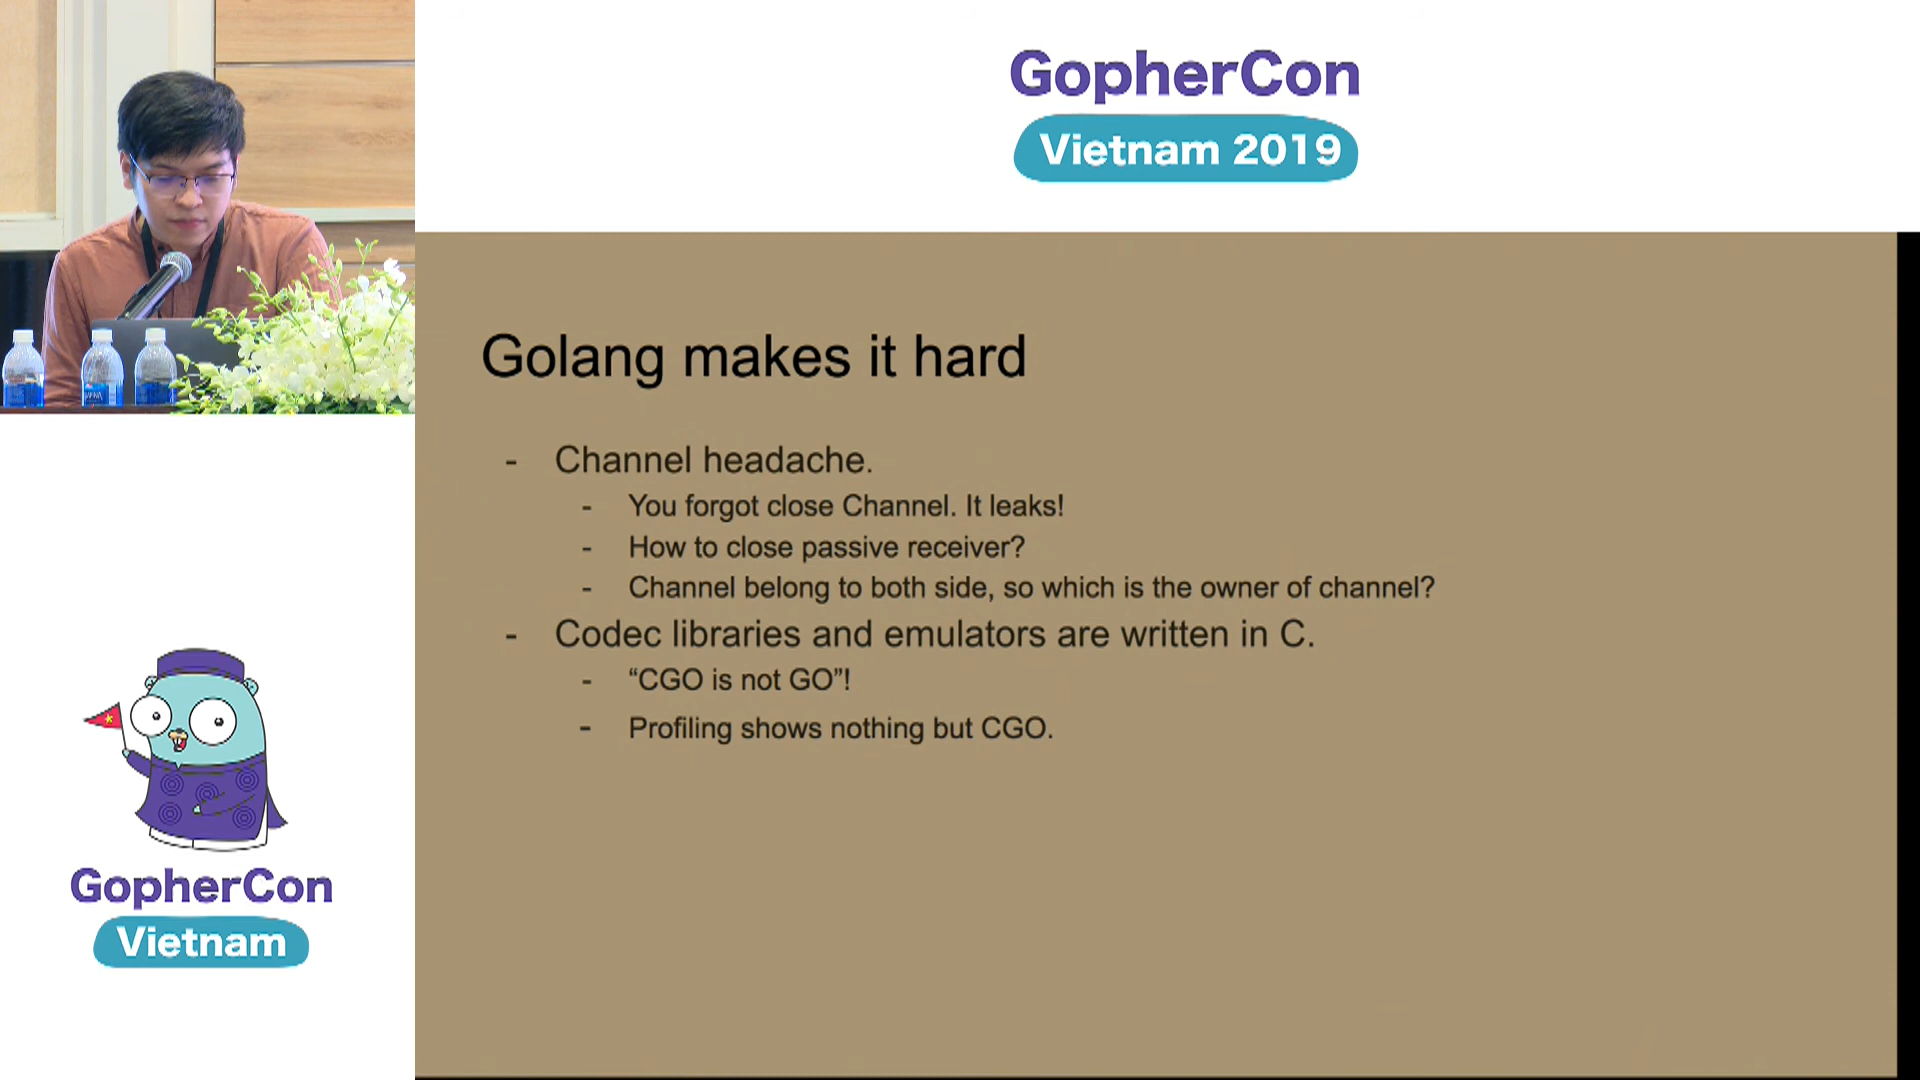 GopherCon
Vietnam 2019
Golang makes it hard
- Channel headache.
- You forgot close Channel. It leaks!
- How to close passive receiver?
- Channel belong to both side, so which is the owner of channel?
- Codec libraries and emulators are written in C.
- “CGO is not GO”!
- Profiling shows nothing but CGO.
GopherCon
Vietnam